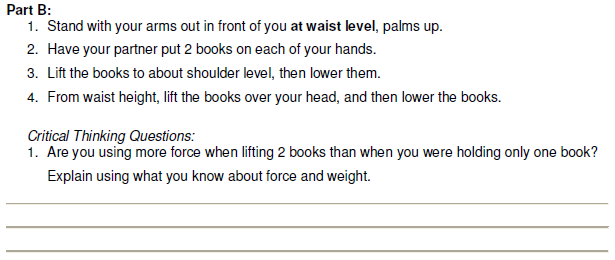 Part B:
1. Stand with your arms out in front of you at waist level, palms up.
2. Have your partner put 2 books on each of your hands.
3. Lift the books to about shoulder level, then lower them.
4. From waist height, lift the books over your head, and then lower the books.
Critical Thinking Questions:
1. Are you using more force when lifting 2 books than when you were holding only one book?
Explain using what you know about force and weight.